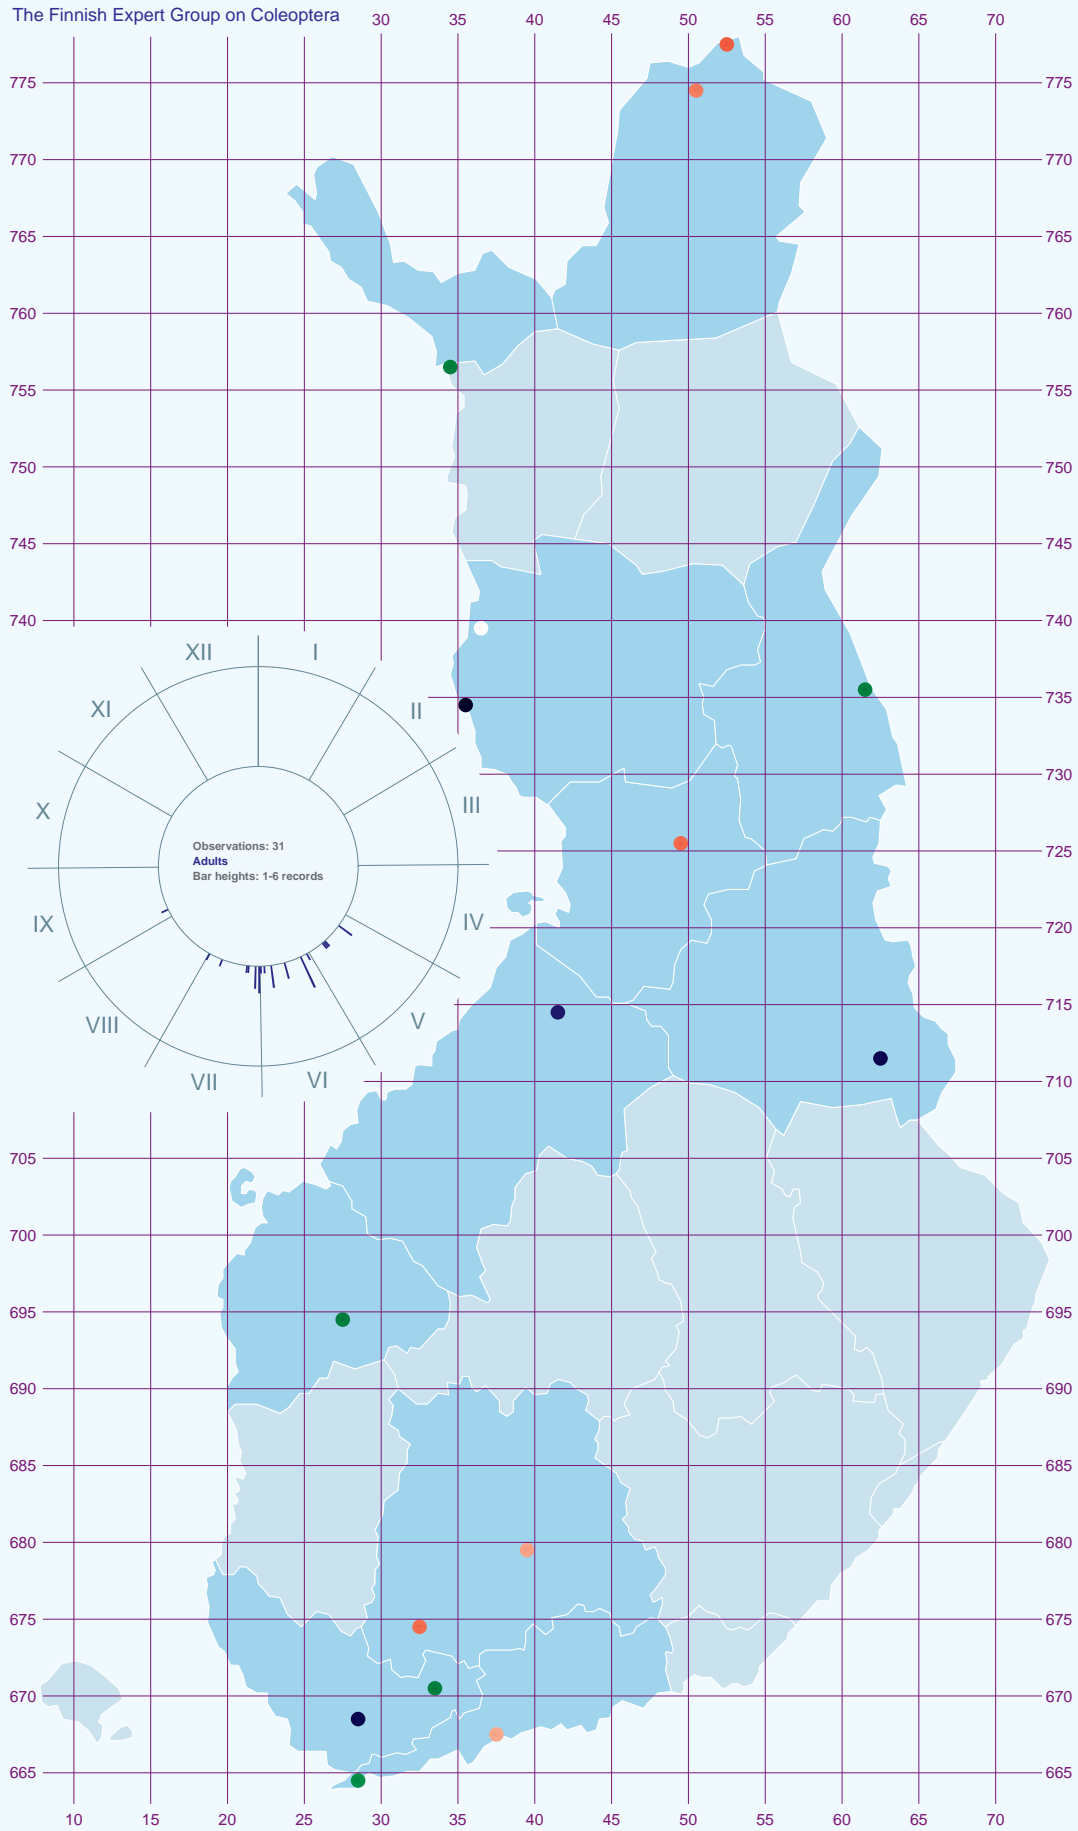 The Finnish Expert Group on Coleoptera
30 35 40 45 50 55 60 65 70
775 775
770 770
765 765
760 760
755 755
750 750
745 745
740 740
XII I
735
XI II
730
X III
Observations: 31
Adults
Bar heights: 1-6 records
725
IX IV
720
715
VIII V
VII VI
710
705 705
700 700
695 695
690 690
685 685
680 680
675 675
670 670
665 665
10 15 20 25 30 35 40 45 50 55 60 65 70